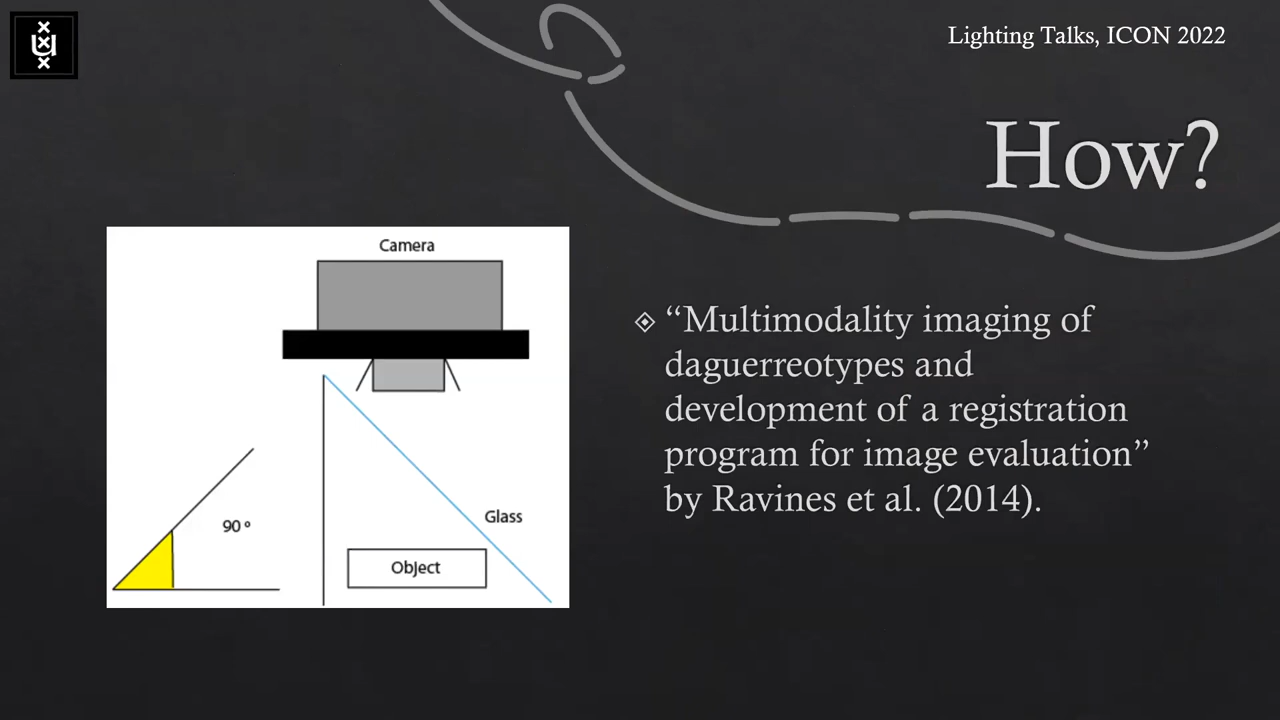 Lighting Talks, ICON 2022
How?
Camera
90 º
Glass
Object
“Multimodality imaging of
daguerreotypes and
development of a registration
program for image evaluation”
by Ravines et al. (2014).